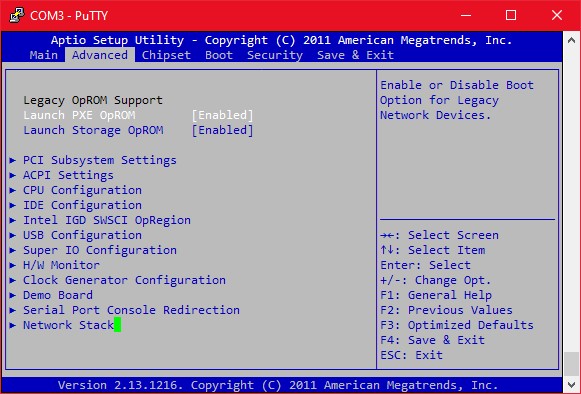 COM3 - PuTTY
Aptio Setup Utility - Copyright (C) 2011 American Megatrends, Inc.
Main Advanced Chipset Boot Security Save & Exit
Legacy OpROM Support
Launch PXE OpROM [Enabled]
Launch Storage OpROM [Enabled]
► PCI Subsystem Settings
► ACPI Settings
► CPU Configuration
► IDE Configuration
► Intel IGD SWSCI OpRegion
► USB Configuration
► Super IO Configuration
► H/W Monitor
► Clock Generator Configuration
► Demo Board
► Serial Port Console Redirection
► Network Stack
Enable or Disable Boot
Option for Legacy
Network Devices.
→←: Select Screen
↑↓: Select Item
Enter: Select
+/-: Change Opt.
F1: General Help
F2: Previous Values
F3: Optimized Defaults
F4: Save & Exit
ESC: Exit
Version 2.13.1216. Copyright (C) 2011 American Megatrends, Inc.